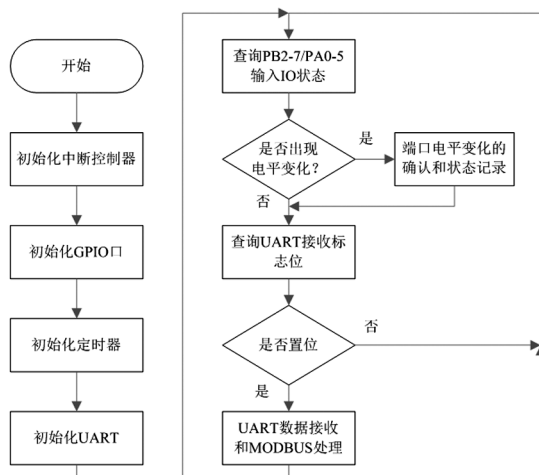 开始
初始化中断控制器
初始化GPIO口
初始化定时器
初始化UART
查询PB2-7/PA0-5
输入IO状态
是否出现
电平变化？
是
端口电平变化的
确认和状态记录
否
查询UART接收标
志位
是否置位
否
是
UART数据接收
和MODBUS处理